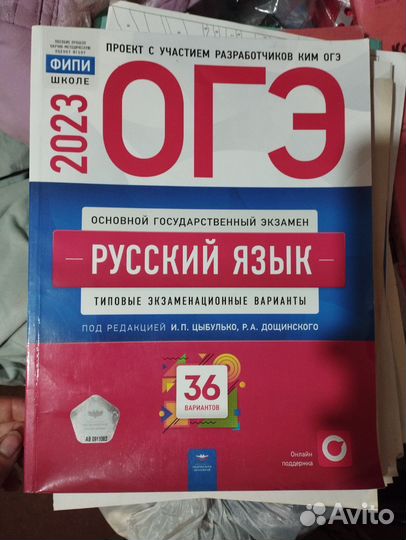 ПРОЕКТ С УЧАСТИЕМ РАЗРАБОТЧИКОВ КИМ ОГЭ
ФИПИ
ШКОЛЕ
2023
ОГЭ
ОСНОВНОЙ ГОСУДАРСТВЕННЫЙ ЭКЗАМЕН
РУССКИЙ ЯЗЫК
ТИПОВЫЕ ЭКЗАМЕНАЦИОННЫЕ ВАРИАНТЫ
ПОД РЕДАКЦИЕЙ И.П. ЦЫБУЛЬКО, Р.А. ДОЩИНСКОГО
36
ВАРИАНТОВ
Онлайн
поддержка
Avito